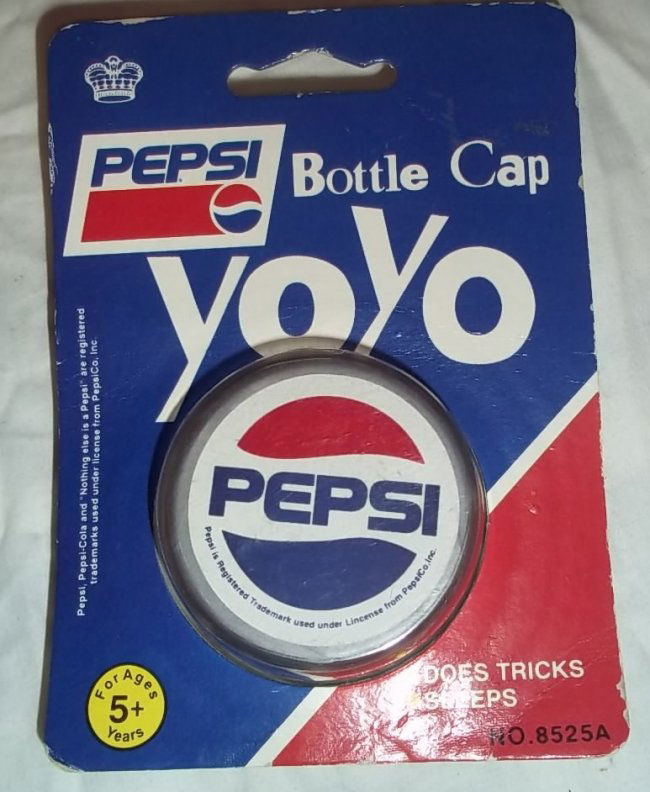 PEPSI
Bottle Cap
yoyo
Pepsi, Pepsi-Cola and "Nothing else is a Pepsi" are registered
trademarks used under license from PepsiCo, Inc.
PEPSI
Pepsi is Registered Trademark used under Lincense from PepsiCo,Inc.
For Ages
5+
Years
DOES TRICKS
SLEEPS
NO.8525A